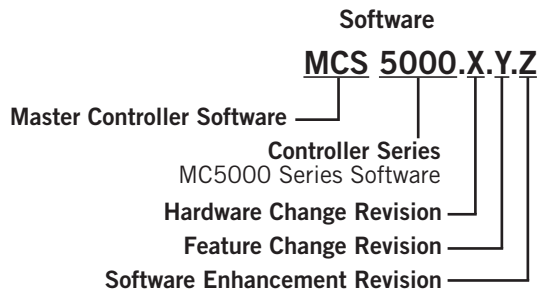 Software
MCS 5000.X.Y.Z
Master Controller Software
Controller Series
MC5000 Series Software
Hardware Change Revision
Feature Change Revision
Software Enhancement Revision